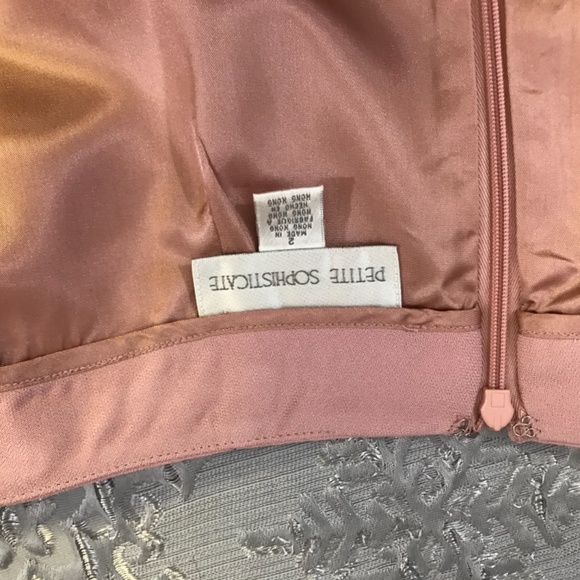 PETITE SOPHISTICATE
2
MADE IN
HONG KONG
FABRIQUE A
HONG KONG
HECHO EN
HONG KONG